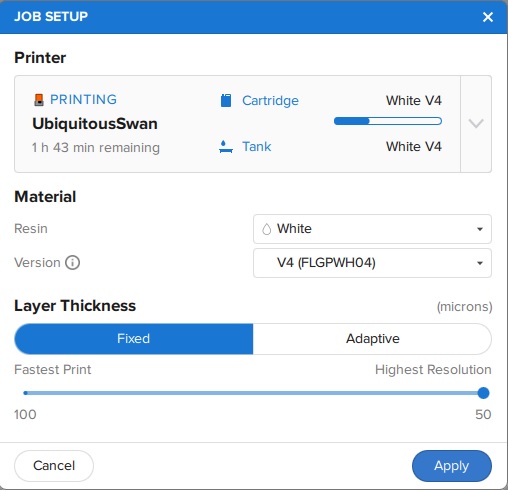 JOB SETUP
Printer
PRINTING
Cartridge White V4
UbiquitousSwan
1 h 43 min remaining
Tank White V4
Material
Resin White
Version V4 (FLGPWH04)
Layer Thickness (microns)
Fixed Adaptive
Fastest Print Highest Resolution
100 50
Cancel Apply